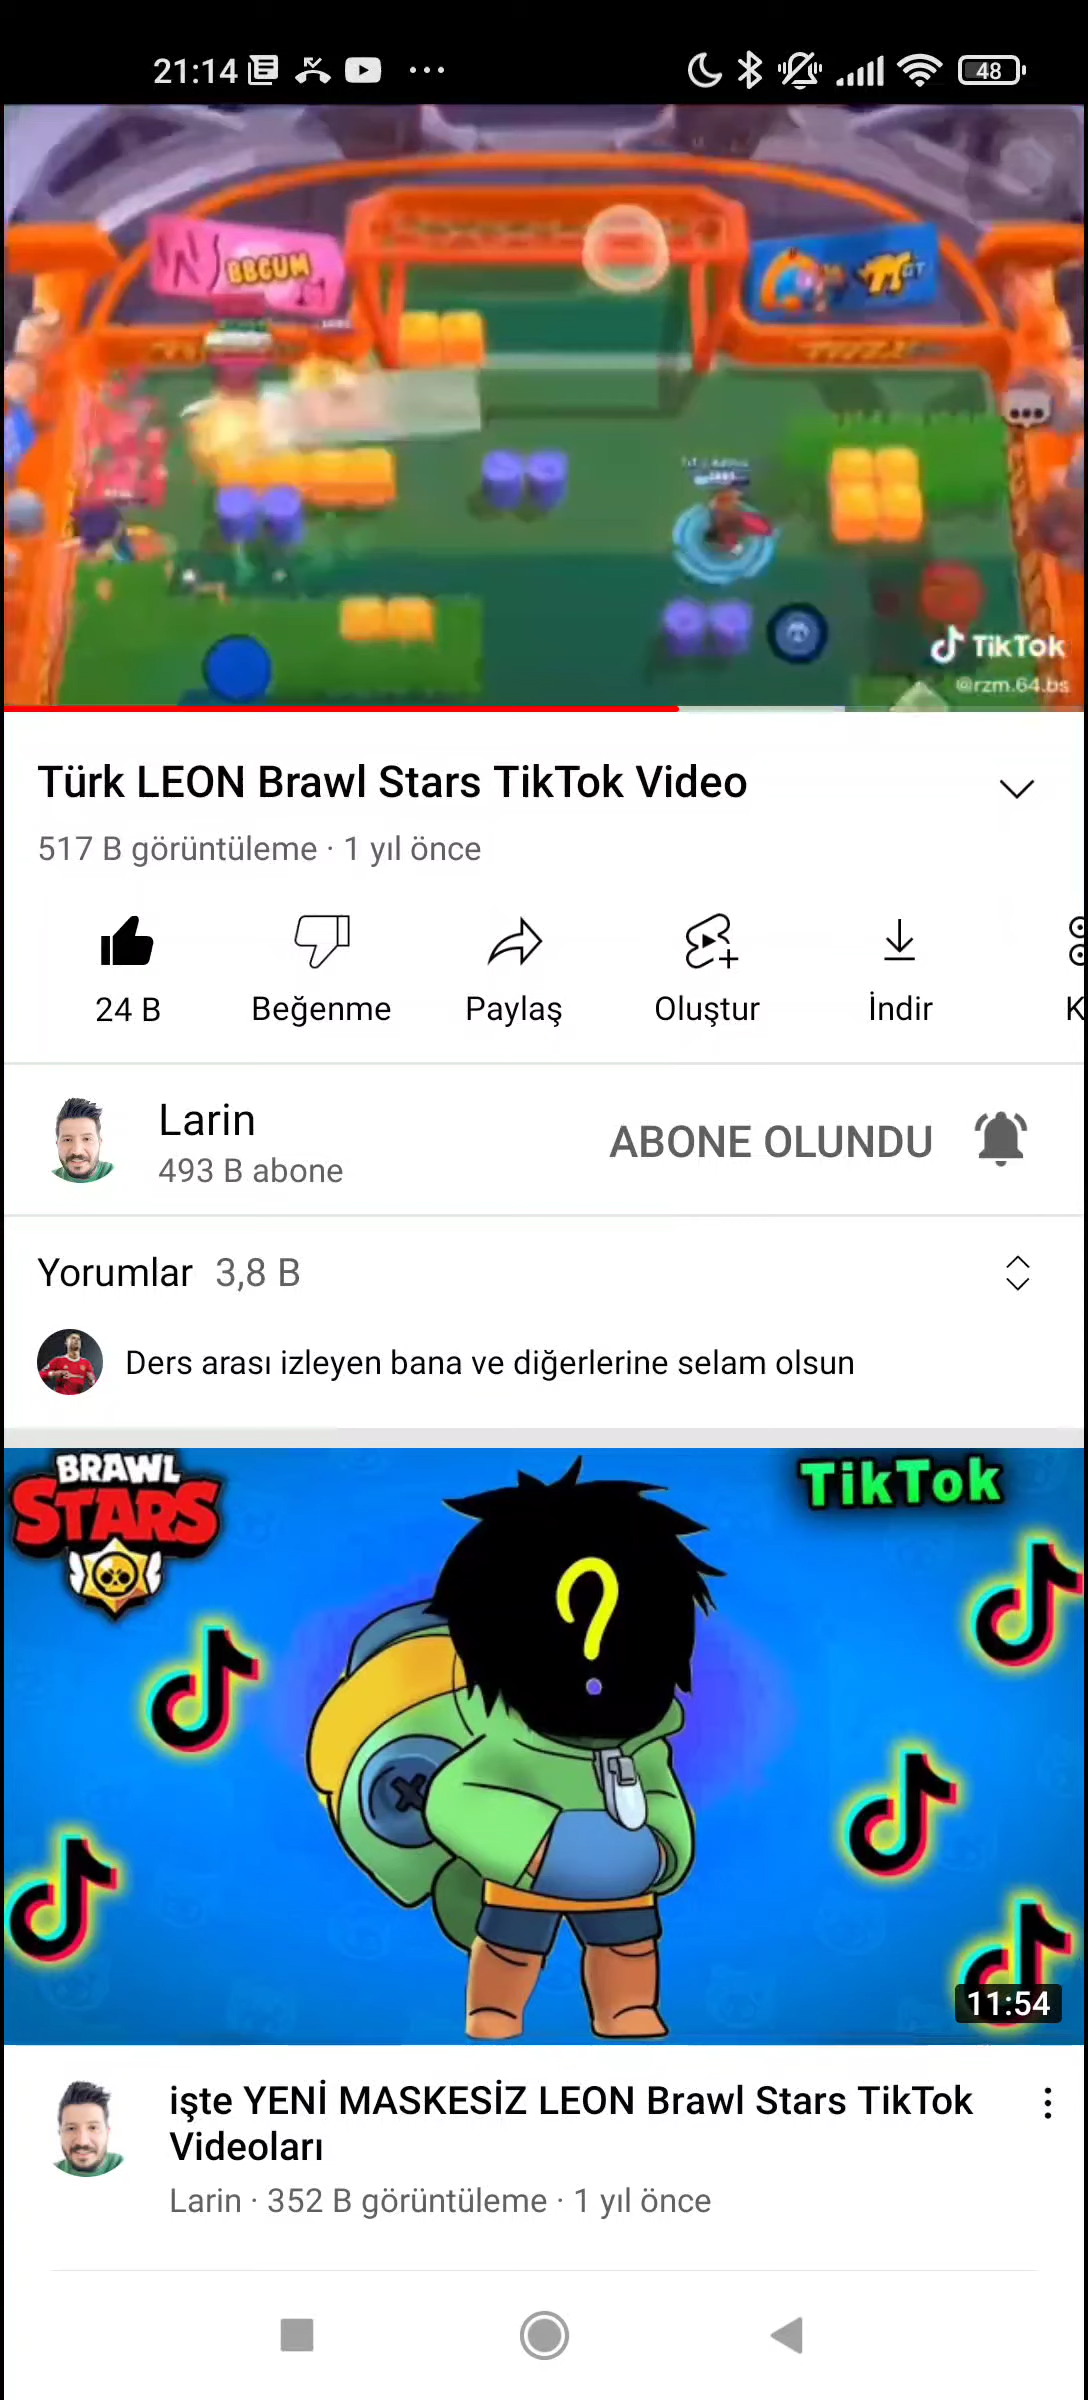 21:14
48
BBGUM
TikTok
@rzm.64.bs
Türk LEON Brawl Stars TikTok Video
517 B görüntüleme · 1 yıl önce
24 B
Beğenme
Paylaş
Oluştur
İndir
K
Larin
493 B abone
ABONE OLUNDU
Yorumlar 3,8 B
Ders arası izleyen bana ve diğerlerine selam olsun
BRAWL
STARS
TikTok
11:54
işte YENİ MASKESİZ LEON Brawl Stars TikTok
Videoları
Larin · 352 B görüntüleme · 1 yıl önce